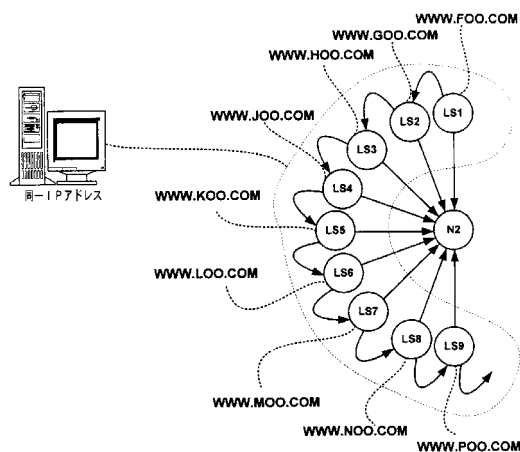 WWW.FOO.COM
WWW.GOO.COM
WWW.HOO.COM
WWW.JOO.COM
WWW.KOO.COM
WWW.LOO.COM
WWW.MOO.COM
WWW.NOO.COM
WWW.POO.COM
同一IPアドレス
LS1
LS2
LS3
LS4
LS5
LS6
LS7
LS8
LS9
N2